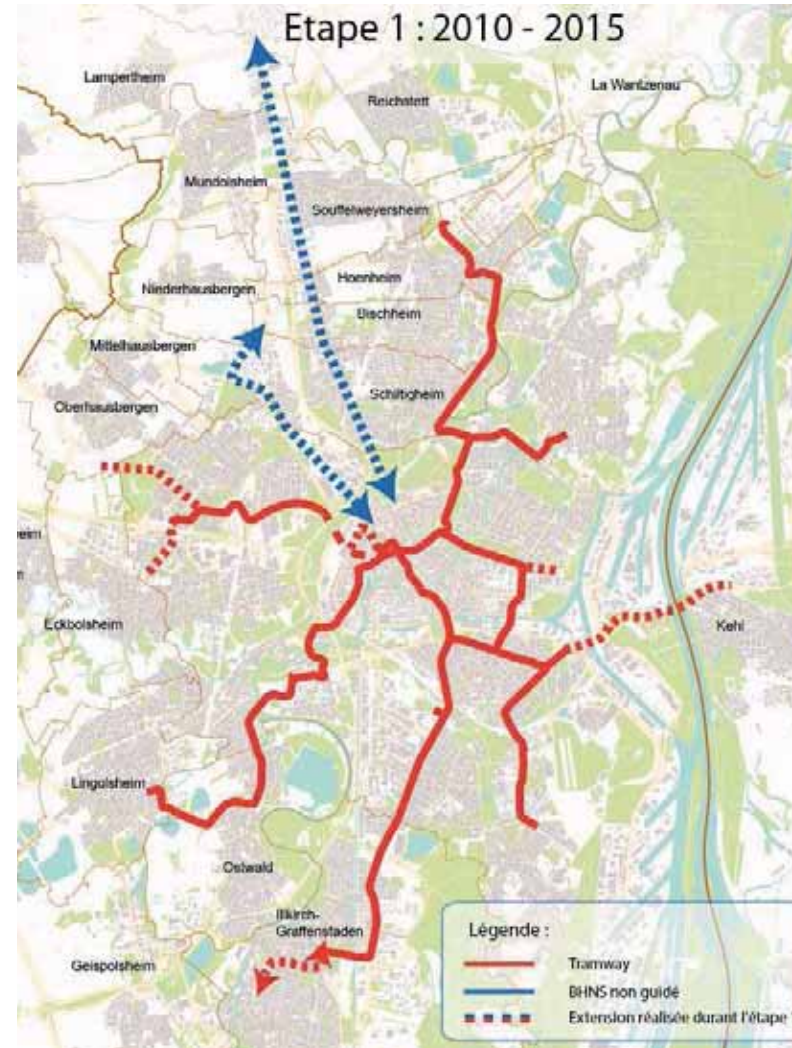 Etape 1 : 2010 - 2015
Lampertheim
La Wantzenau
Reichstett
Mundolsheim
Souffelweyersheim
Hoenheim
Niederhausbergen
Bischheim
Mittelhausbergen
Schiltigheim
Oberhausbergen
eim
Eckbolsheim
Kehl
Lingolsheim
Ostwald
Illkirch-
Graffenstaden
Geispolsheim
Légende :
Tramway
BHNS non guidé
Extension réalisée durant l'étape